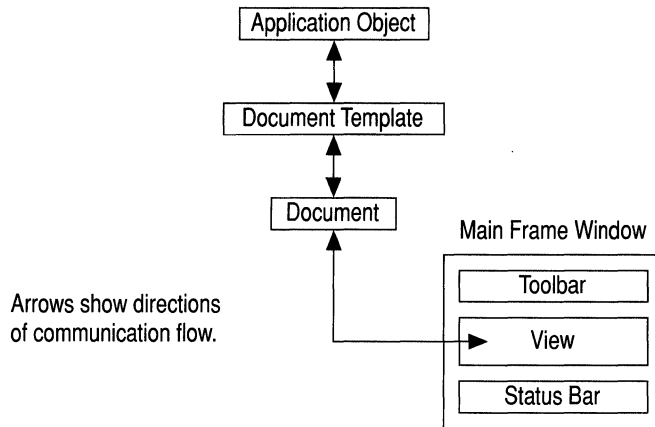 Application Object
Document Template
Document
Main Frame Window
Toolbar
Arrows show directions
of communication flow.
View
Status Bar